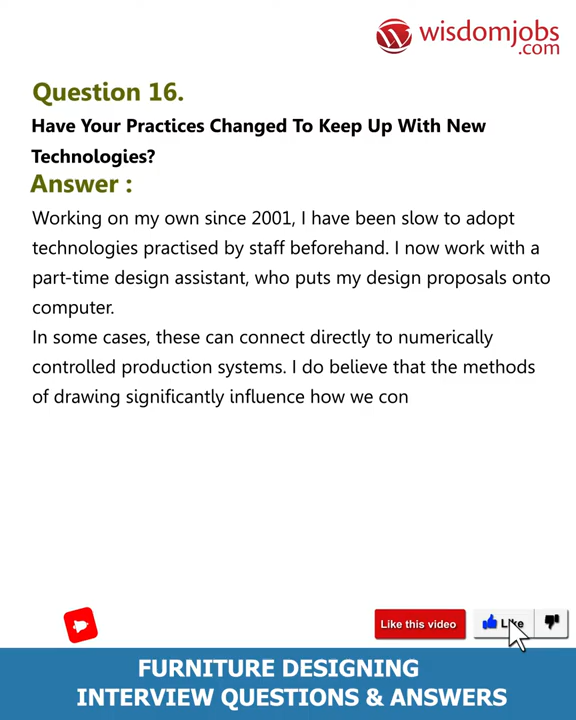 wisdomjobs
.com
Question 16.
Have Your Practices Changed To Keep Up With New
Technologies?
Answer :
Working on my own since 2001, I have been slow to adopt
technologies practised by staff beforehand. I now work with a
part-time design assistant, who puts my design proposals onto
computer.
In some cases, these can connect directly to numerically
controlled production systems. I do believe that the methods
of drawing significantly influence how we con
Like this video
Like
FURNITURE DESIGNING
INTERVIEW QUESTIONS & ANSWERS